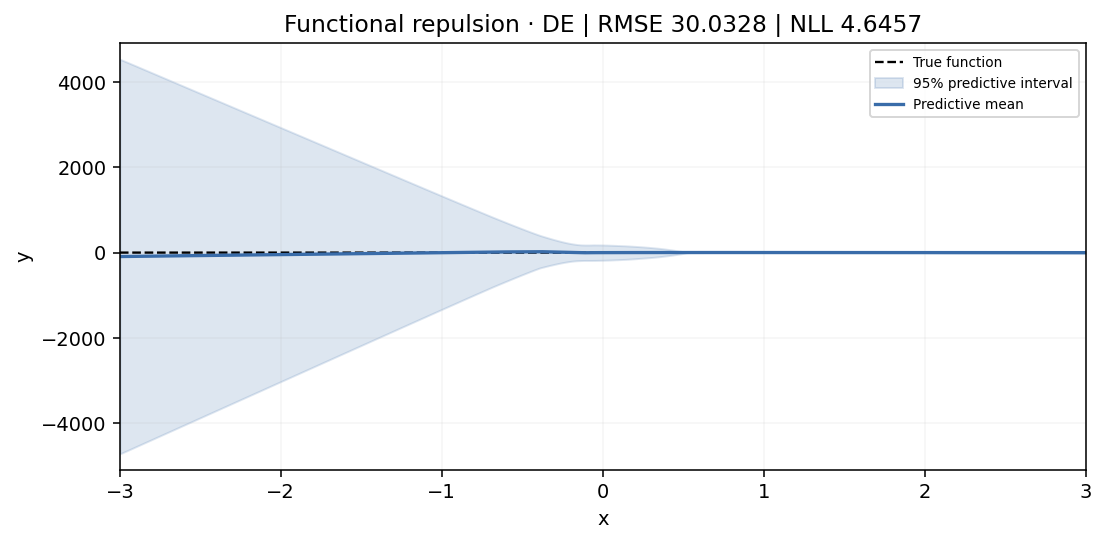 Functional repulsion · DE | RMSE 30.0328 | NLL 4.6457
True function
95% predictive interval
Predictive mean
4000
2000
0
−2000
−4000
y
−3
−2
−1
0
1
2
3
x